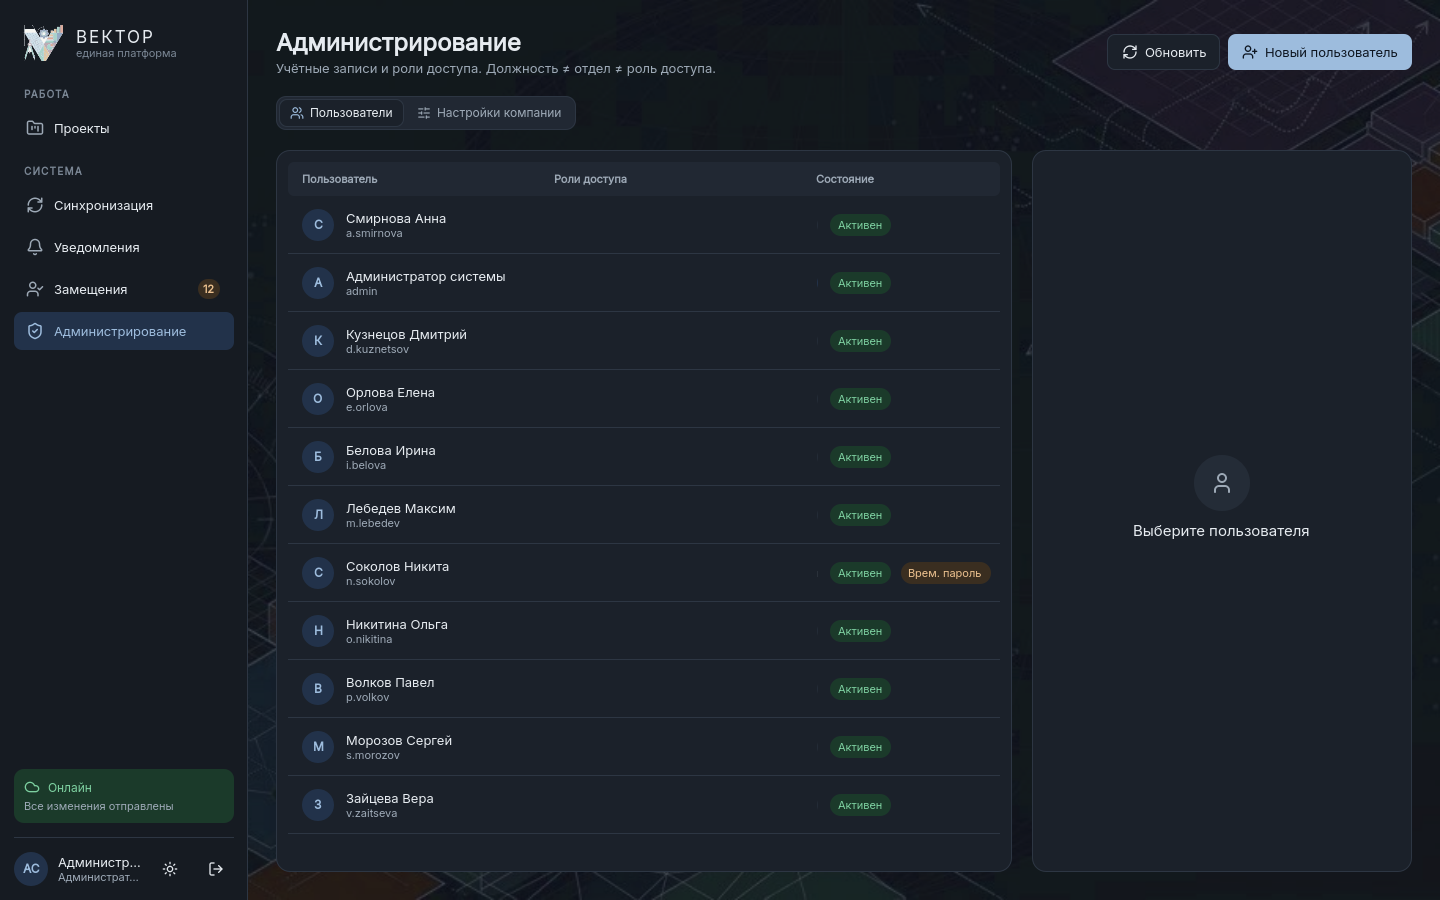 ВЕКТОР
единая платформа
РАБОТА
Проекты
СИСТЕМА
Синхронизация
Уведомления
Замещения 12
Администрирование
Онлайн
Все изменения отправлены
АС
Администр...
Администрат...
Администрирование
Учётные записи и роли доступа. Должность ≠ отдел ≠ роль доступа.
Обновить
Новый пользователь
Пользователи
Настройки компании
Пользователь Роли доступа Состояние
С Смирнова Анна Активен
a.smirnova
А Администратор системы Активен
admin
К Кузнецов Дмитрий Активен
d.kuznetsov
О Орлова Елена Активен
e.orlova
Б Белова Ирина Активен
i.belova
Л Лебедев Максим Активен
m.lebedev
С Соколов Никита Активен Врем. пароль
n.sokolov
Н Никитина Ольга Активен
o.nikitina
В Волков Павел Активен
p.volkov
М Морозов Сергей Активен
s.morozov
З Зайцева Вера Активен
v.zaitseva
Выберите пользователя